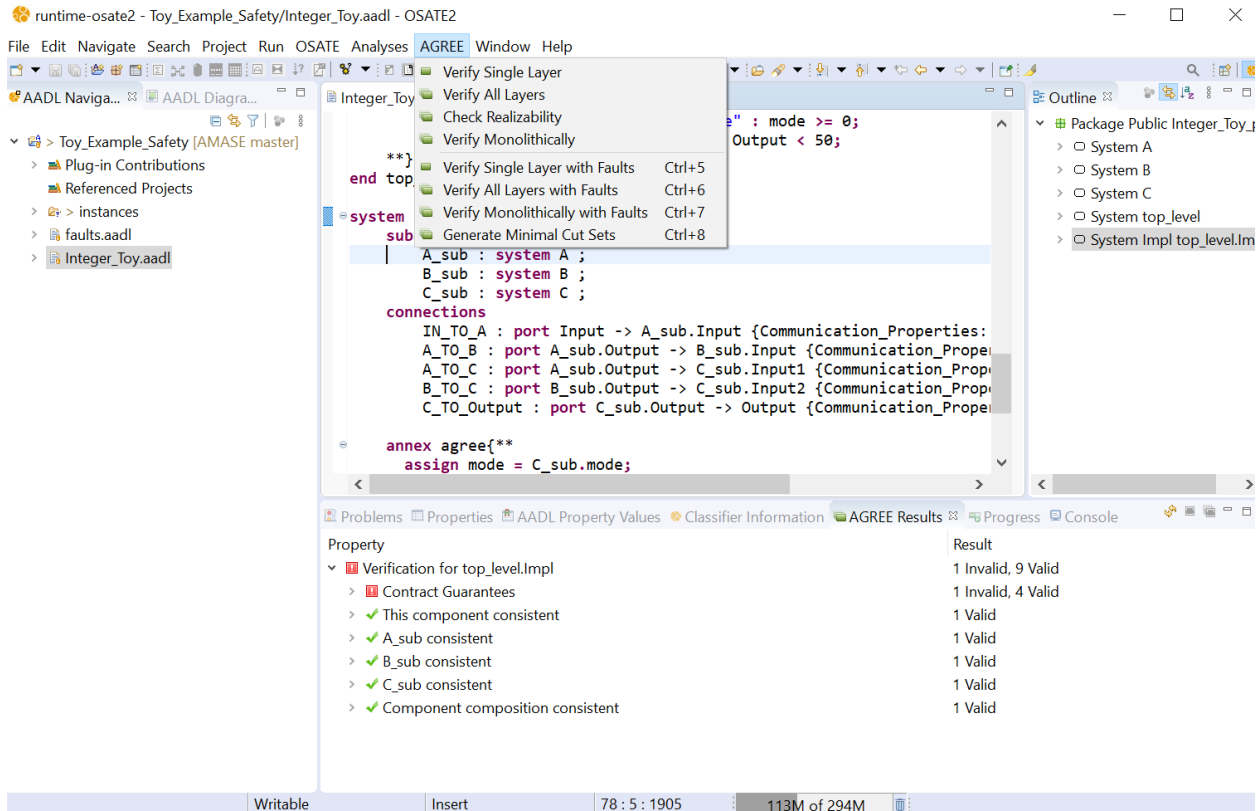 runtime-osate2 - Toy_Example_Safety/Integer_Toy.aadl - OSATE2
File Edit Navigate Search Project Run OSATE Analyses AGREE Window Help
AADL Naviga... AADL Diagra...
> Toy_Example_Safety [AMASE master]
Plug-in Contributions
Referenced Projects
> instances
faults.aadl
Integer_Toy.aadl
Verify Single Layer
Verify All Layers
Check Realizability
Verify Monolithically
Verify Single Layer with Faults Ctrl+5
Verify All Layers with Faults Ctrl+6
Verify Monolithically with Faults Ctrl+7
Generate Minimal Cut Sets Ctrl+8
Integer_Toy
" : mode >= 0;
Output < 50;
**}
end top
system
sub
A_sub : system A ;
B_sub : system B ;
C_sub : system C ;
connections
IN_TO_A : port Input -> A_sub.Input {Communication_Properties:
A_TO_B : port A_sub.Output -> B_sub.Input {Communication_Prope
A_TO_C : port A_sub.Output -> C_sub.Input1 {Communication_Prop
B_TO_C : port B_sub.Output -> C_sub.Input2 {Communication_Prop
C_TO_Output : port C_sub.Output -> Output {Communication_Prope
annex agree{**
assign mode = C_sub.mode;
Outline
Package Public Integer_Toy_p
System A
System B
System C
System top_level
System Impl top_level.Im
Problems Properties AADL Property Values Classifier Information AGREE Results Progress Console
Property Result
Verification for top_level.Impl 1 Invalid, 9 Valid
Contract Guarantees 1 Invalid, 4 Valid
This component consistent 1 Valid
A_sub consistent 1 Valid
B_sub consistent 1 Valid
C_sub consistent 1 Valid
Component composition consistent 1 Valid
Writable Insert 78 : 5 : 1905 113M of 294M